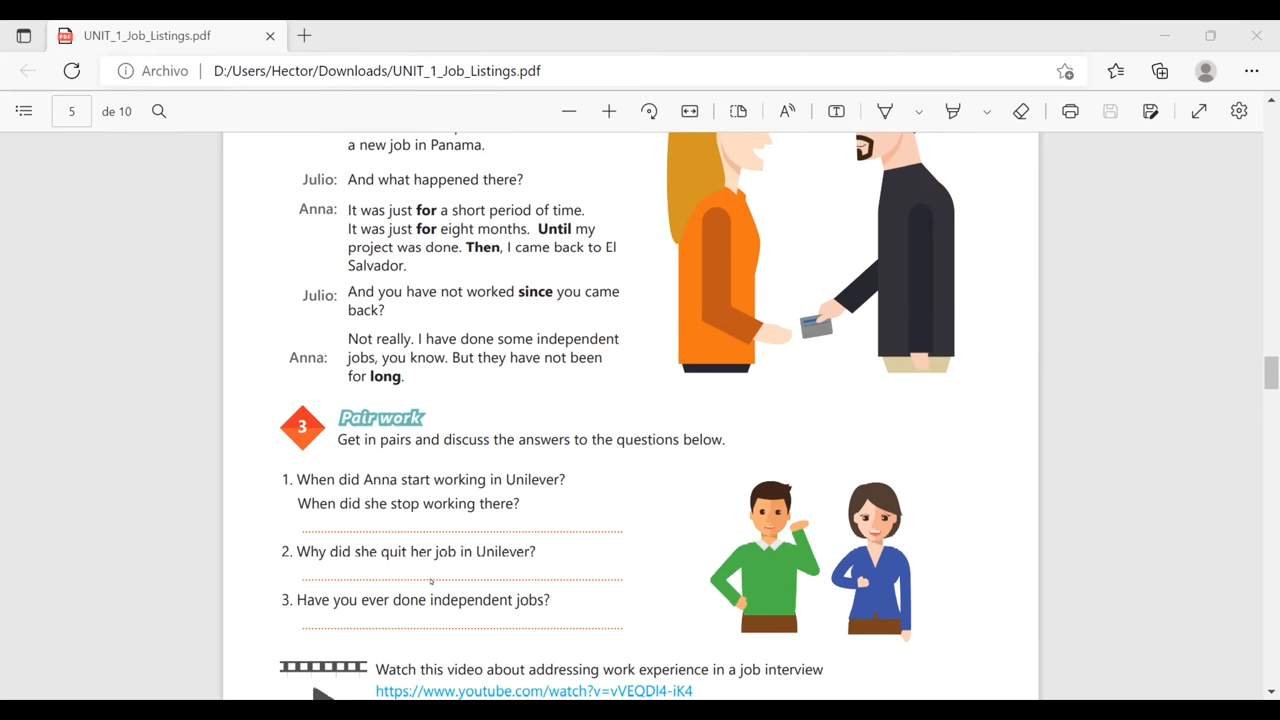 UNIT_1_Job_Listings.pdf
Archivo D:/Users/Hector/Downloads/UNIT_1_Job_Listings.pdf
5 de 10
a new job in Panama.
Julio: And what happened there?
Anna: It was just for a short period of time.
It was just for eight months. Until my
project was done. Then, I came back to El
Salvador.
Julio: And you have not worked since you came
back?
Not really. I have done some independent
Anna: jobs, you know. But they have not been
for long.
3 Pair work
Get in pairs and discuss the answers to the questions below.
1. When did Anna start working in Unilever?
When did she stop working there?
2. Why did she quit her job in Unilever?
3. Have you ever done independent jobs?
Watch this video about addressing work experience in a job interview
https://www.youtube.com/watch?v=vVEQDl4-iK4